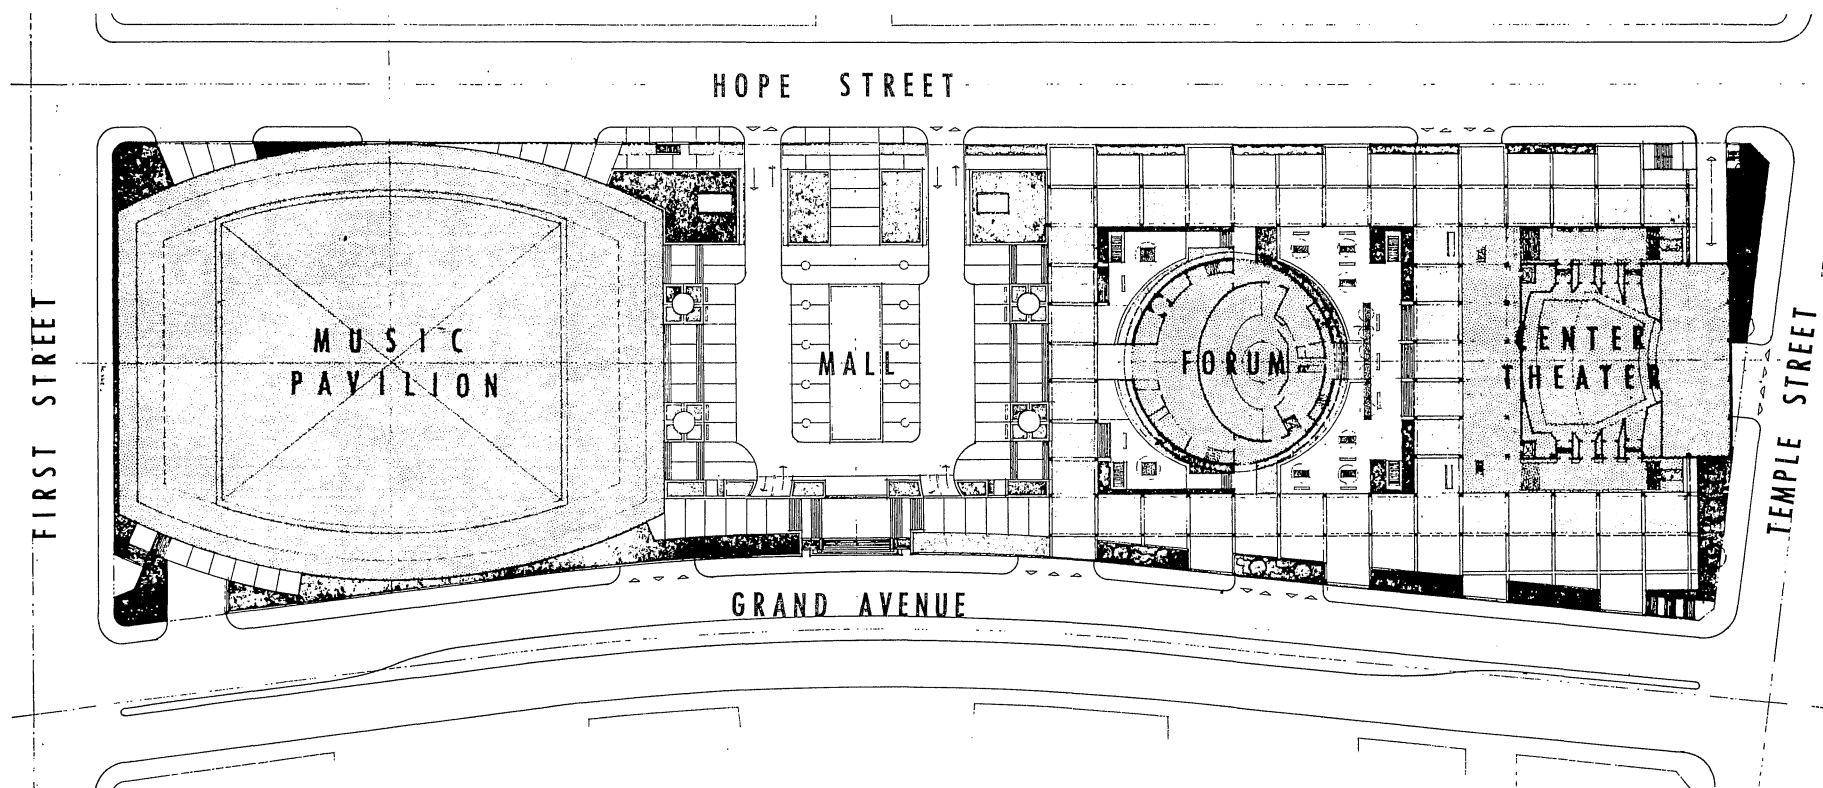 HOPE STREET
FIRST STREET
MUSIC
PAVILION
MALL
FORUM
CENTER
THEATER
TEMPLE STREET
GRAND AVENUE